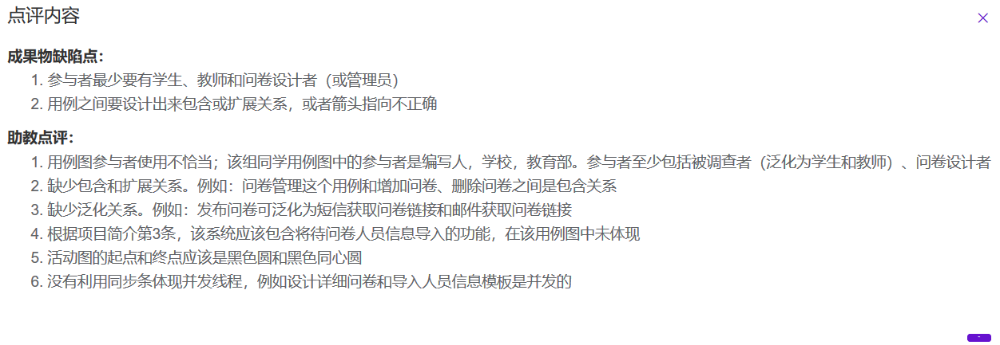 点评内容
成果物缺陷点：
1. 参与者最少要有学生、教师和问卷设计者（或管理员）
2. 用例之间要设计出来包含或扩展关系，或者箭头指向不正确
助教点评：
1. 用例图参与者使用不恰当；该组同学用例图中的参与者是编写人，学校，教育部。参与者至少包括被调查者（泛化为学生和教师）、问卷设计者
2. 缺少包含和扩展关系。例如：问卷管理这个用例和增加问卷、删除问卷之间是包含关系
3. 缺少泛化关系。例如：发布问卷可泛化为短信获取问卷链接和邮件获取问卷链接
4. 根据项目简介第3条，该系统应该包含将待问卷人员信息导入的功能，在该用例图中未体现
5. 活动图的起点和终点应该是黑色圆和黑色同心圆
6. 没有利用同步条体现并发线程，例如设计详细问卷和导入人员信息模板是并发的